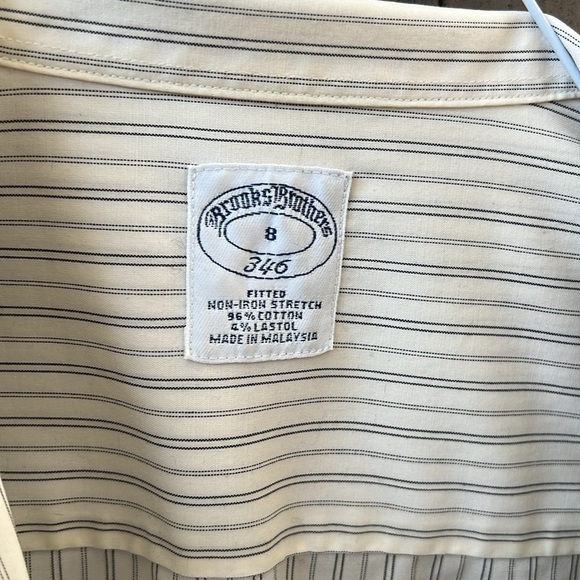 Brooks Brothers
8
346
FITTED
NON-IRON STRETCH
96% COTTON
4% LASTOL
MADE IN MALAYSIA